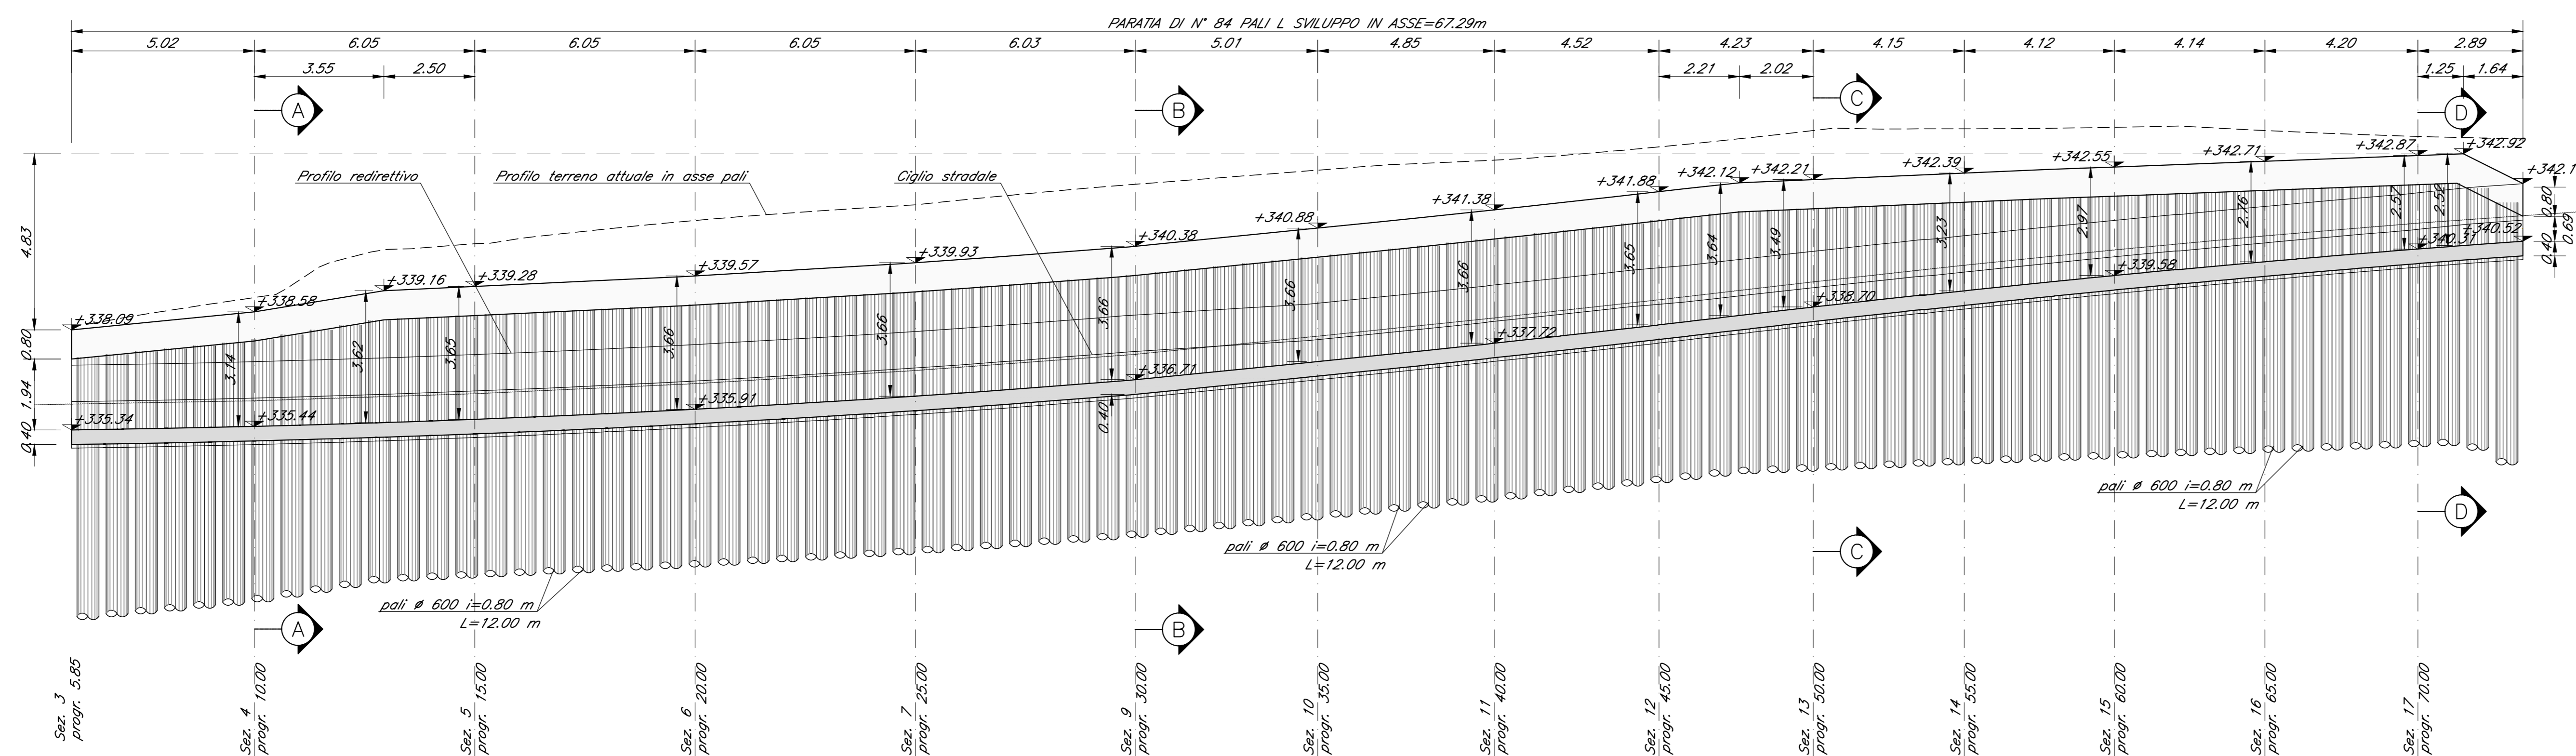 PARATIA DI N° 84 PALI L SVILUPPO IN ASSE=67.29m
5.02 6.05 6.05 6.05 6.03 5.01 4.85 4.52 4.23 4.15 4.12 4.14 4.20 2.89
3.55 2.50 2.21 2.02 1.25 1.64
A B C D
Profilo redirettivo
Profilo terreno attuale in asse pali
Ciglio stradale
+338.09 +338.58 +339.16 +339.28 +339.57 +339.93 +340.38 +340.88 +341.38 +341.88 +342.12 +342.21 +342.39 +342.55 +342.71 +342.87 +342.92
4.83
0.80
1.94
0.40
3.14 3.62 3.65 3.66 3.66 3.66 3.66 3.66 3.65 3.64 3.49 3.23 2.97 2.76 2.57 2.52
0.80
0.69
0.40
+335.34 +335.44 +335.91 +336.71 +337.72 +338.70 +339.58 +340.31 +340.52
0.40
pali ø 600 i=0.80 m
L=12.00 m
pali ø 600 i=0.80 m
L=12.00 m
pali ø 600 i=0.80 m
L=12.00 m
A B C D
Sez. 3
progr. 5.85
Sez. 4
progr. 10.00
Sez. 5
progr. 15.00
Sez. 6
progr. 20.00
Sez. 7
progr. 25.00
Sez. 9
progr. 30.00
Sez. 10
progr. 35.00
Sez. 11
progr. 40.00
Sez. 12
progr. 45.00
Sez. 13
progr. 50.00
Sez. 14
progr. 55.00
Sez. 15
progr. 60.00
Sez. 16
progr. 65.00
Sez. 17
progr. 70.00